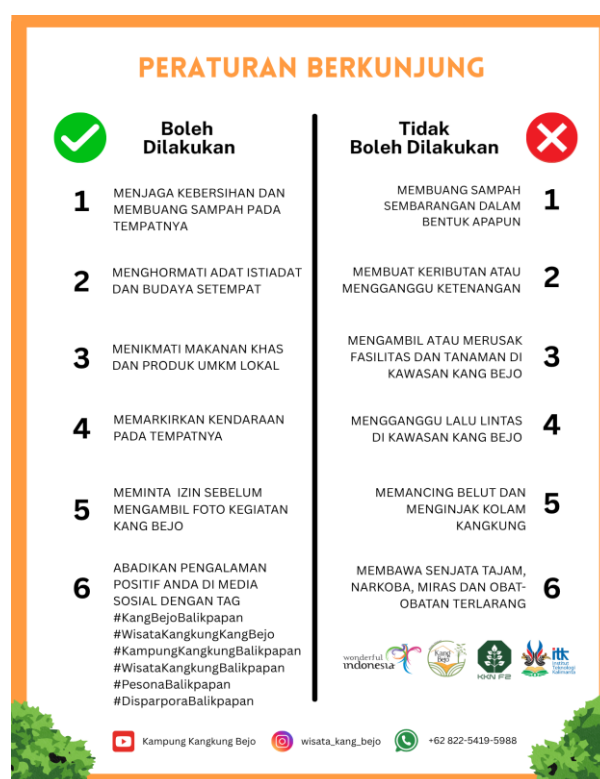 PERATURAN BERKUNJUNG
Boleh
Dilakukan
1
MENJAGA KEBERSIHAN DAN
MEMBUANG SAMPAH PADA
TEMPATNYA
2
MENGHORMATI ADAT ISTIADAT
DAN BUDAYA SETEMPAT
3
MENIKMATI MAKANAN KHAS
DAN PRODUK UMKM LOKAL
4
MEMARKIRKAN KENDARAAN
PADA TEMPATNYA
5
MEMINTA IZIN SEBELUM
MENGAMBIL FOTO KEGIATAN
KANG BEJO
6
ABADIKAN PENGALAMAN
POSITIF ANDA DI MEDIA
SOSIAL DENGAN TAG
#KangBejoBalikpapan
#WisataKangkungKangBejo
#KampungKangkungBalikpapan
#WisataKangkungBalikpapan
#PesonaBalikpapan
#DisparporaBalikpapan
Tidak
Boleh Dilakukan
MEMBUANG SAMPAH
SEMBARANGAN DALAM
BENTUK APAPUN
1
MEMBUAT KERIBUTAN ATAU
MENGGANGGU KETENANGAN
2
MENGAMBIL ATAU MERUSAK
FASILITAS DAN TANAMAN DI
KAWASAN KANG BEJO
3
MENGGANGGU LALU LINTAS
DI KAWASAN KANG BEJO
4
MEMANCING BELUT DAN
MENGINJAK KOLAM
KANGKUNG
5
MEMBAWA SENJATA TAJAM,
NARKOBA, MIRAS DAN OBAT-
OBATAN TERLARANG
6
wonderful
indonesia
Kang
Bejo
KKN F2
itk
Institut
Teknologi
Kalimantan
Kampung Kangkung Bejo
wisata_kang_bejo
+62 822-5419-5988